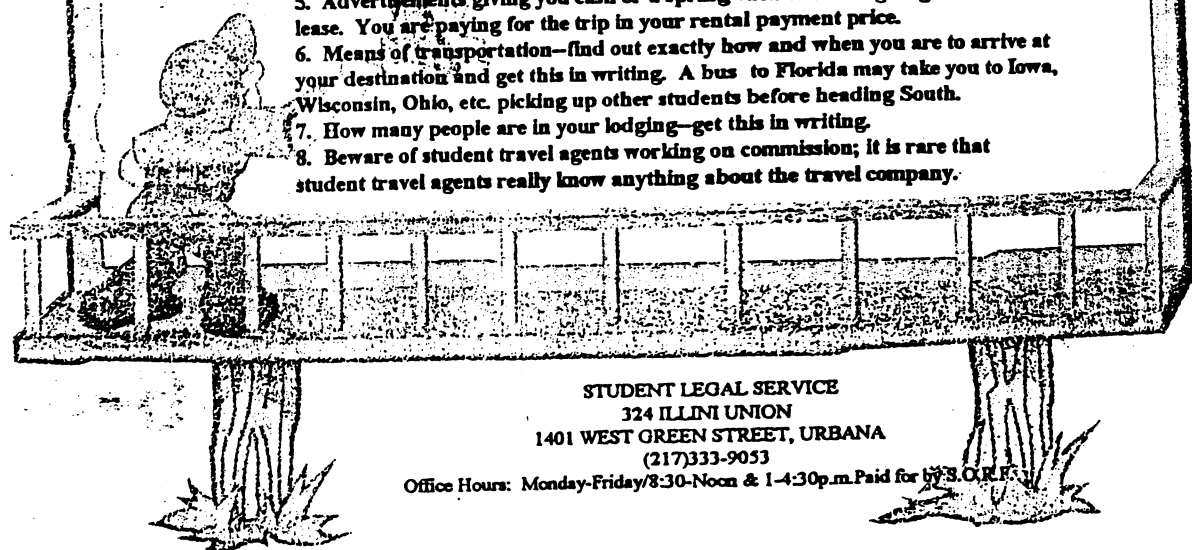 5. Advertisements giving you
lease. You are paying for the trip in your rental payment price.
6. Means of transportation—find out exactly how and when you are to arrive at
your destination and get this in writing. A bus to Florida may take you to Iowa,
Wisconsin, Ohio, etc. picking up other students before heading South.
7. How many people are in your lodging—get this in writing.
8. Beware of student travel agents working on commission; it is rare that
student travel agents really know anything about the travel company.
STUDENT LEGAL SERVICE
324 ILLINI UNION
1401 WEST GREEN STREET, URBANA
(217)333-9053
Office Hours: Monday-Friday/8:30-Noon & 1-4:30p.m.Paid for by S.O.R.F.